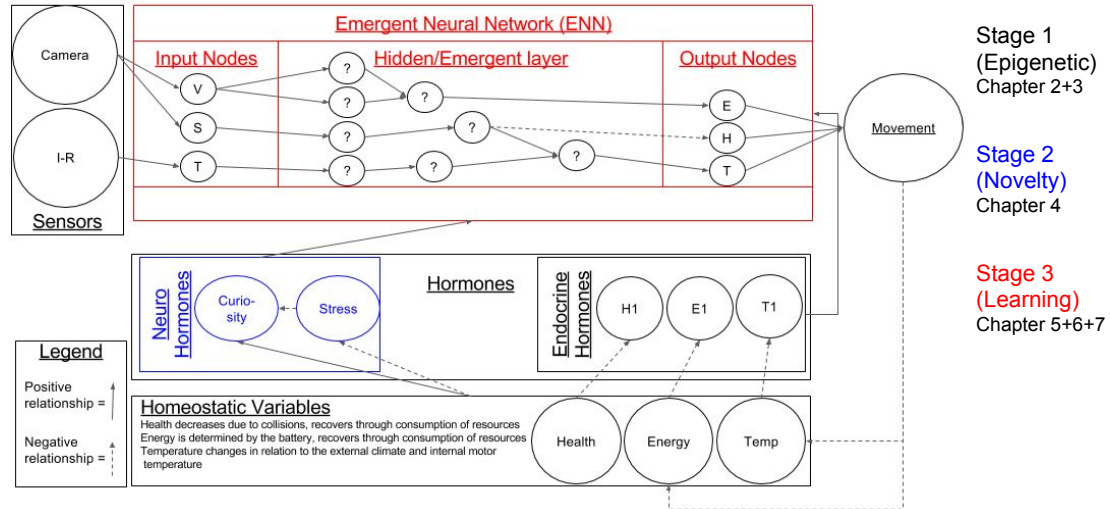 Emergent Neural Network (ENN)
Camera
I-R
Sensors
Input Nodes
V
S
T
Hidden/Emergent layer
?
?
?
?
?
?
?
?
Output Nodes
E
H
T
Movement
Stage 1
(Epigenetic)
Chapter 2+3
Stage 2
(Novelty)
Chapter 4
Stage 3
(Learning)
Chapter 5+6+7
Neuro
Hormones
Curio-
sity
Stress
Hormones
Endocrine
Hormones
H1
E1
T1
Legend
Positive
relationship =
Negative
relationship =
Homeostatic Variables
Health decreases due to collisions, recovers through consumption of resources
Energy is determined by the battery, recovers through consumption of resources
Temperature changes in relation to the external climate and internal motor
temperature
Health
Energy
Temp